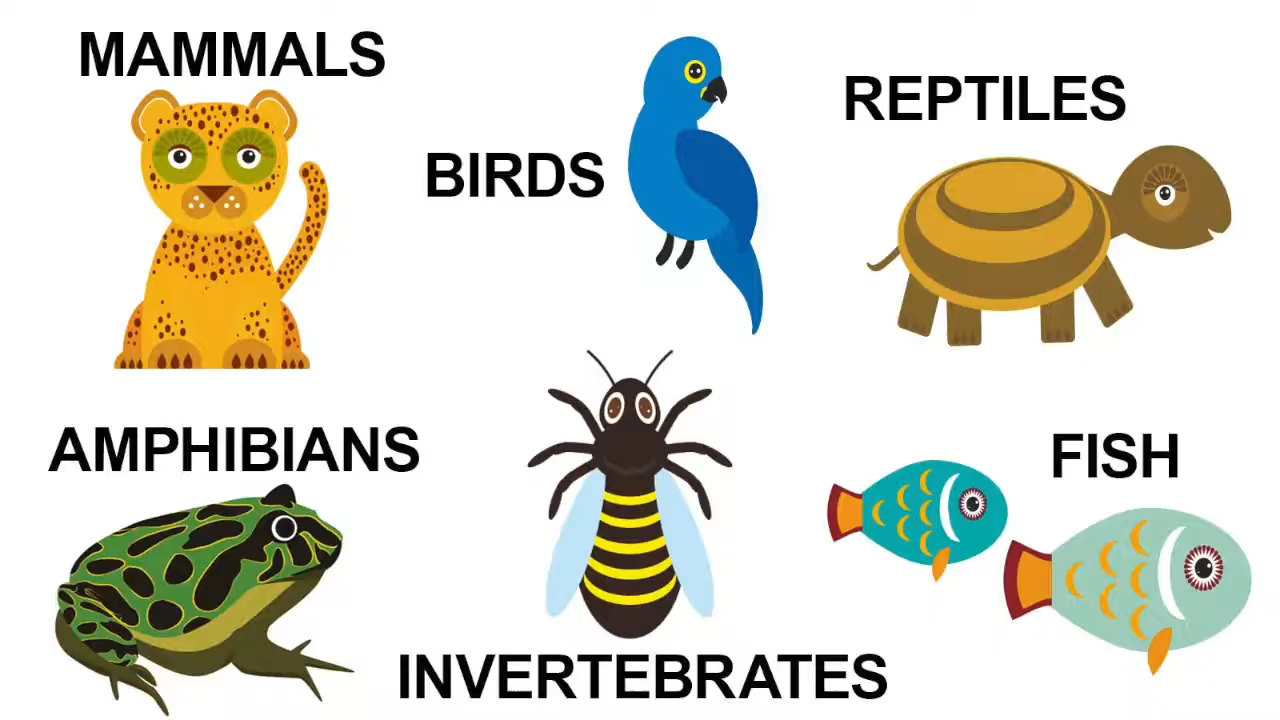 MAMMALS
BIRDS
REPTILES
AMPHIBIANS
INVERTEBRATES
FISH